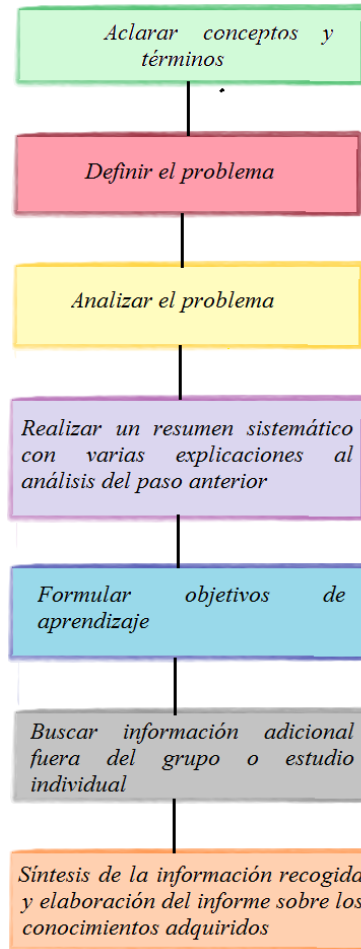 Aclarar conceptos y
términos
Definir el problema
Analizar el problema
Realizar un resumen sistemático
con varias explicaciones al
análisis del paso anterior
Formular objetivos de
aprendizaje
Buscar información adicional
fuera del grupo o estudio
individual
Síntesis de la información recogida
y elaboración del informe sobre los
conocimientos adquiridos